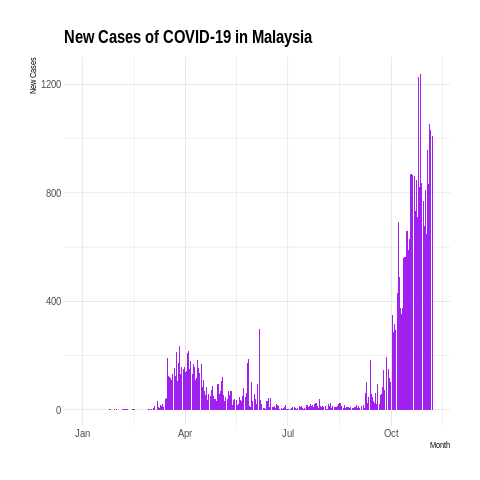 New Cases of COVID-19 in Malaysia
New Cases
1200
800
400
0
Jan Apr Jul Oct
Month